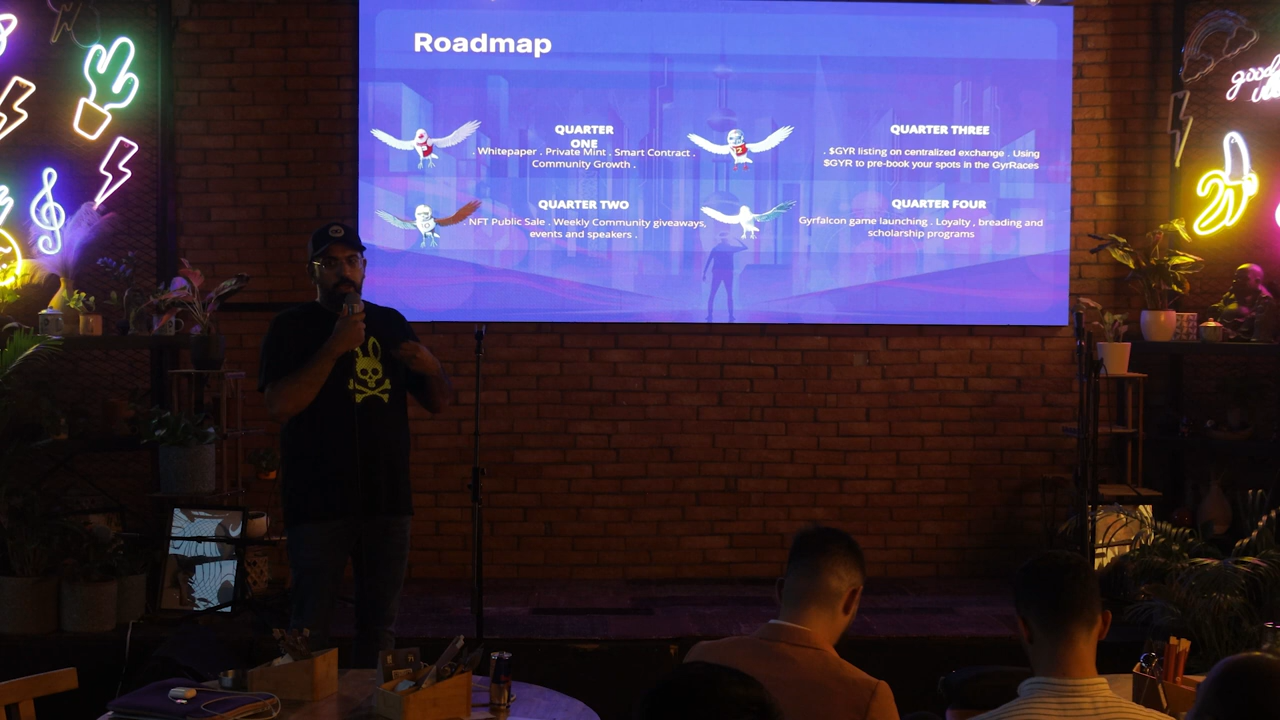 Roadmap
QUARTER
ONE
. Whitepaper . Private Mint . Smart Contract .
Community Growth .
QUARTER TWO
. NFT Public Sale . Weekly Community giveaways,
events and speakers .
QUARTER THREE
. $GYR listing on centralized exchange . Using
$GYR to pre-book your spots in the GyrRaces
QUARTER FOUR
Gyrfalcon game launching . Loyalty , breading and
scholarship programs
good